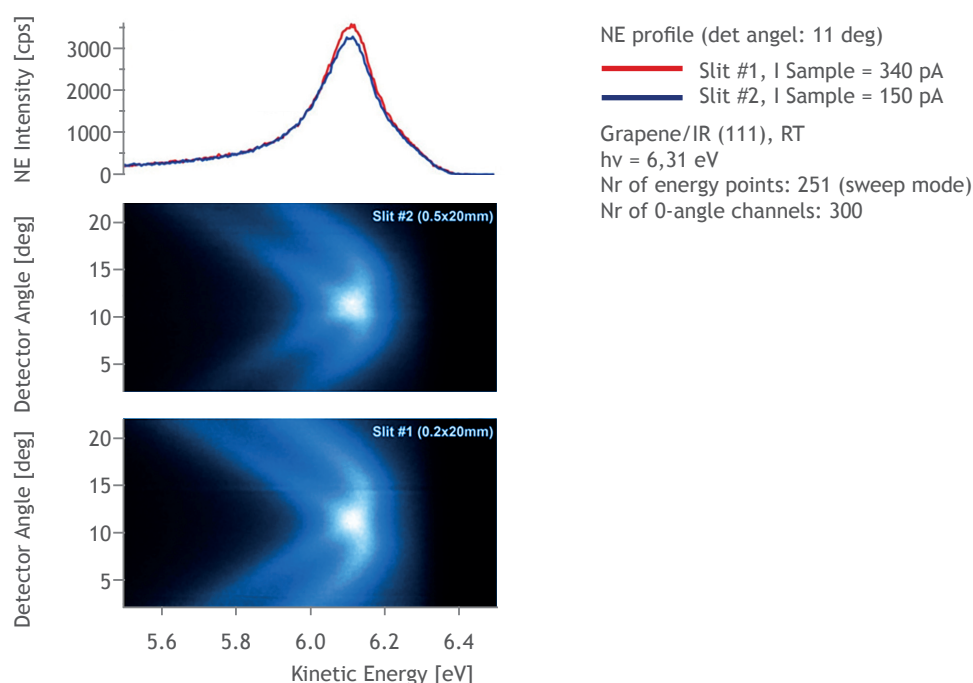 NE Intensity [cps]
3000
2000
1000
0
NE profile (det angel: 11 deg)
Slit #1, I Sample = 340 pA
Slit #2, I Sample = 150 pA
Grapene/IR (111), RT
hv = 6,31 eV
Nr of energy points: 251 (sweep mode)
Nr of 0-angle channels: 300
Detector Angle [deg]
20
15
10
5
Slit #2 (0.5x20mm)
Detector Angle [deg]
20
15
10
5
Slit #1 (0.2x20mm)
5.6 5.8 6.0 6.2 6.4
Kinetic Energy [eV]